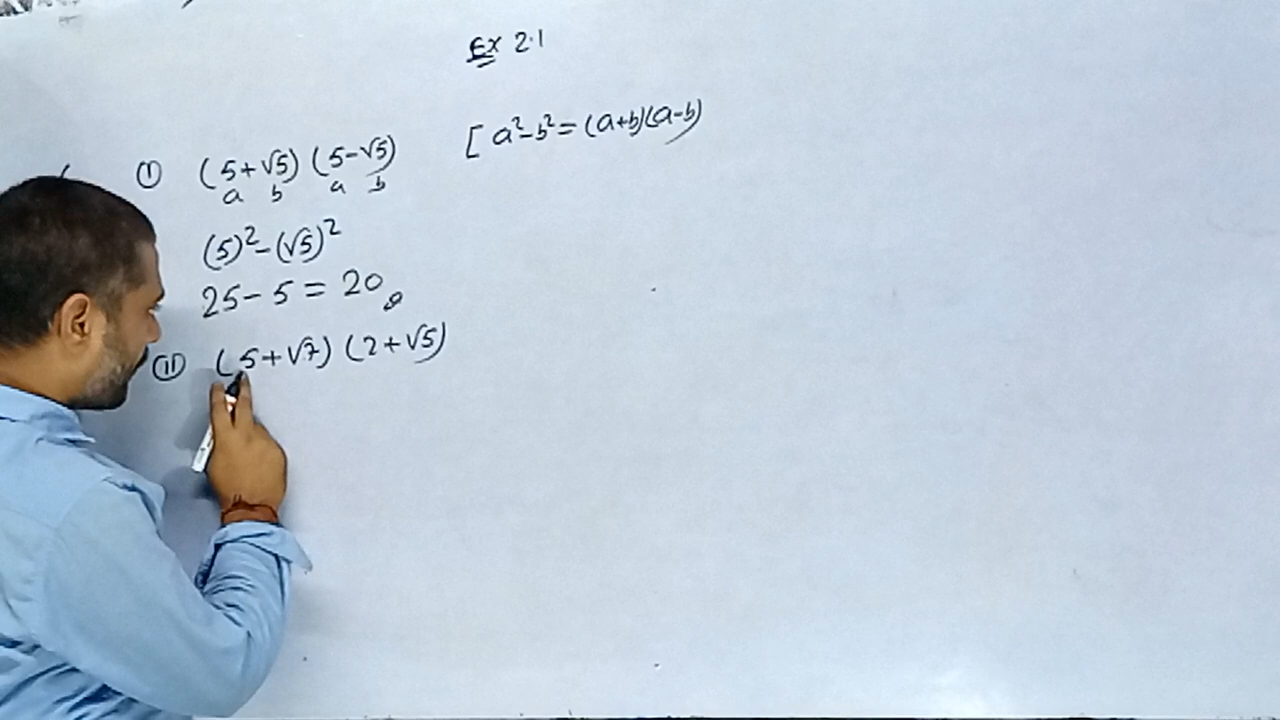 Ex 2.1
[ a²-b² = (a+b)(a-b)
① (5+√5) (5-√5)
a b a b
(5)²-(√5)²
25-5 = 20
ⓘⓘ (5+√7) (2+√5)